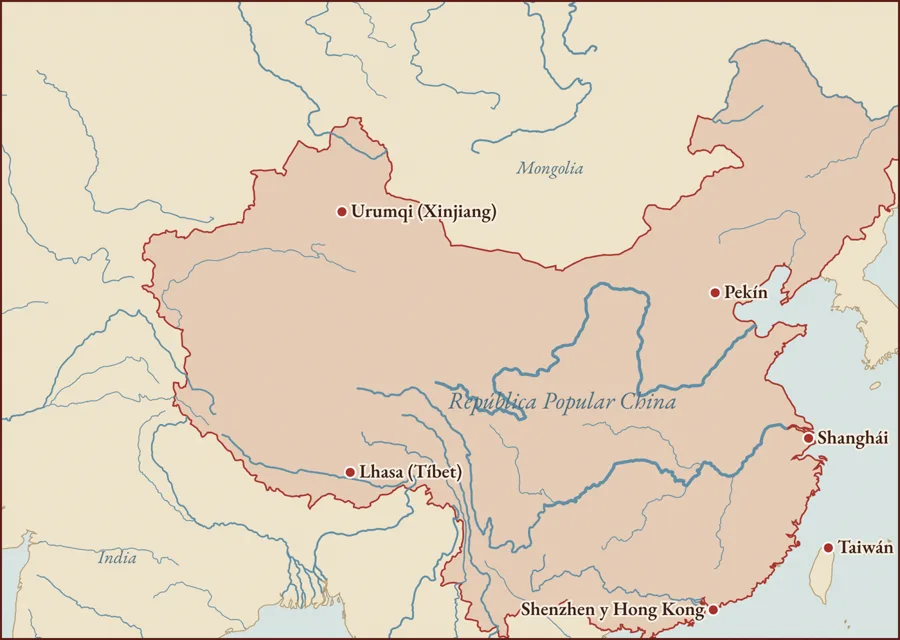 Mongolia
Urumqi (Xinjiang)
Pekín
República Popular China
Shanghái
Lhasa (Tíbet)
Taiwán
India
Shenzhen y Hong Kong